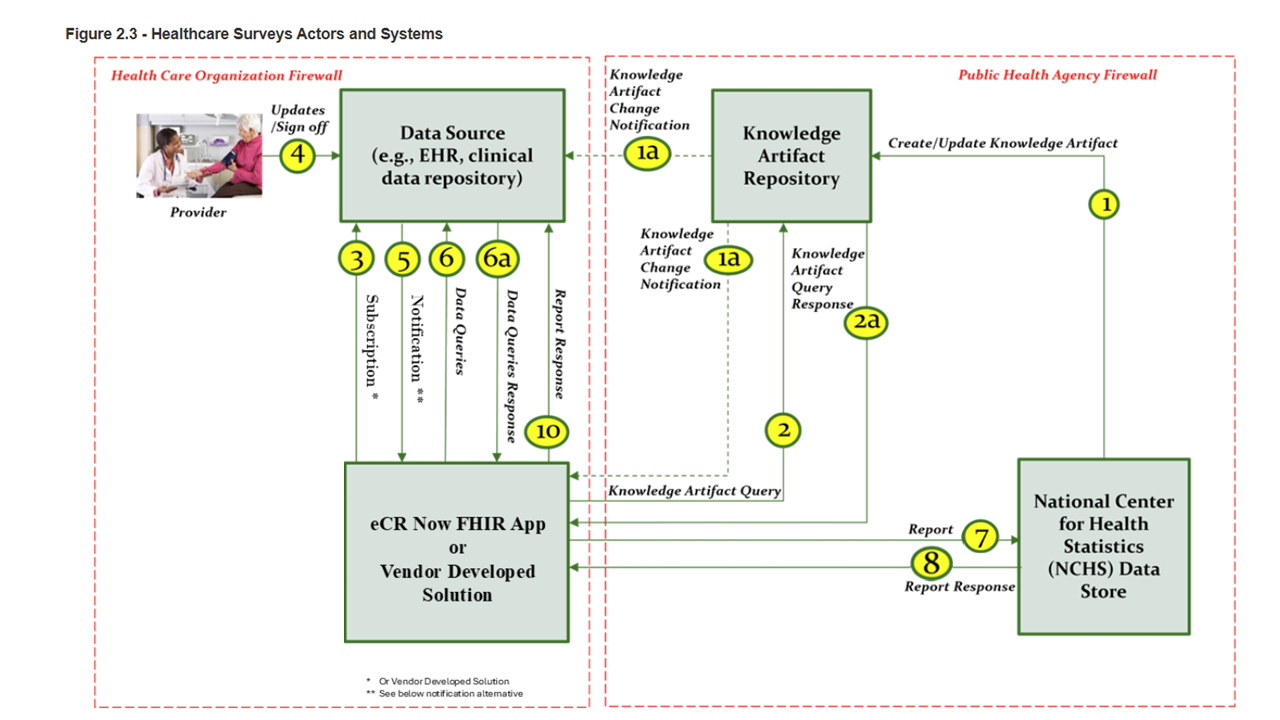 Figure 2.3 - Healthcare Surveys Actors and Systems
Health Care Organization Firewall
Public Health Agency Firewall
Updates
/Sign off
4
Provider
Data Source
(e.g., EHR, clinical
data repository)
Knowledge
Artifact
Change
Notification
1a
Knowledge
Artifact
Repository
Create/Update Knowledge Artifact
1
3
5
6
6a
Subscription *
Notification **
Data Queries
Data Queries Response
Report Response
10
Knowledge
Artifact
Change
Notification
1a
Knowledge
Artifact
Query
Response
2a
2
Knowledge Artifact Query
eCR Now FHIR App
or
Vendor Developed
Solution
Report
7
8
Report Response
National Center
for Health
Statistics
(NCHS) Data
Store
* Or Vendor Developed Solution
** See below notification alternative